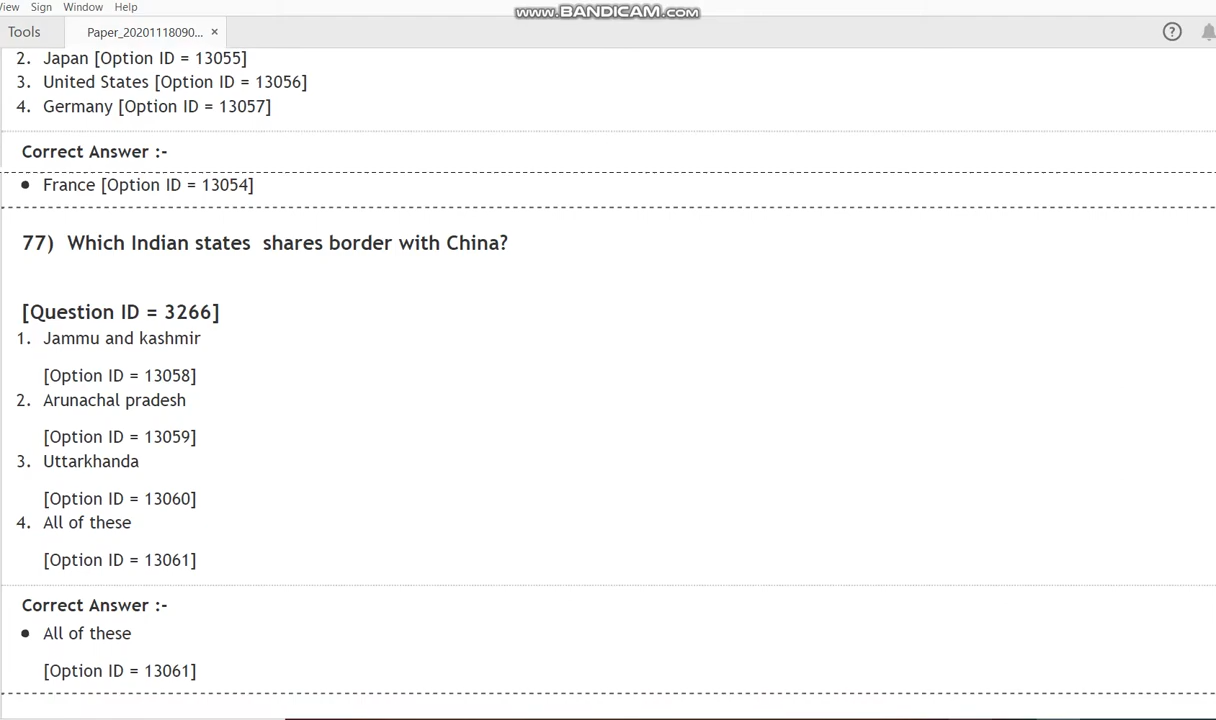 www.BANDICAM.com
View Sign Window Help
Tools Paper_20201118090... ×
2. Japan [Option ID = 13055]
3. United States [Option ID = 13056]
4. Germany [Option ID = 13057]
Correct Answer :-
• France [Option ID = 13054]
77) Which Indian states shares border with China?
[Question ID = 3266]
1. Jammu and kashmir
[Option ID = 13058]
2. Arunachal pradesh
[Option ID = 13059]
3. Uttarkhanda
[Option ID = 13060]
4. All of these
[Option ID = 13061]
Correct Answer :-
• All of these
[Option ID = 13061]